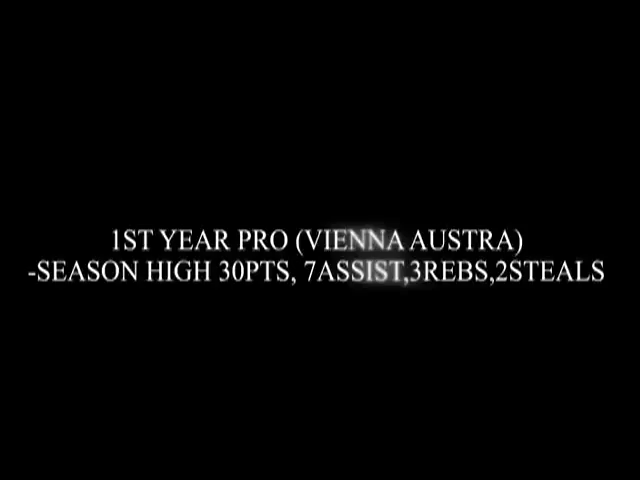 1ST YEAR PRO (VIENNA AUSTRA)
-SEASON HIGH 30PTS, 7ASSIST,3REBS,2STEALS